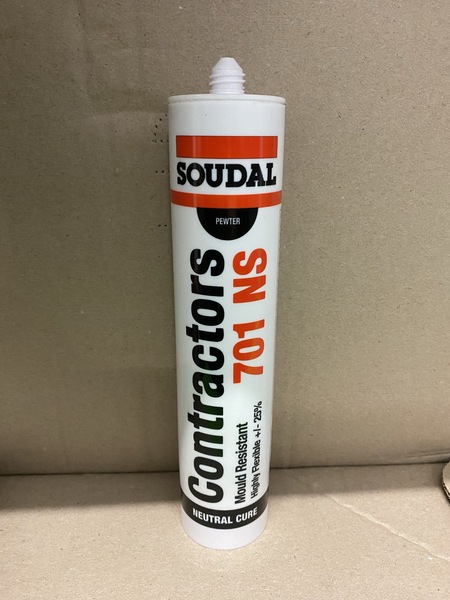 SOUDAL
PEWTER
Contractors
701 NS
Mould Resistant
Highly Flexible +/- 25%
NEUTRAL CURE